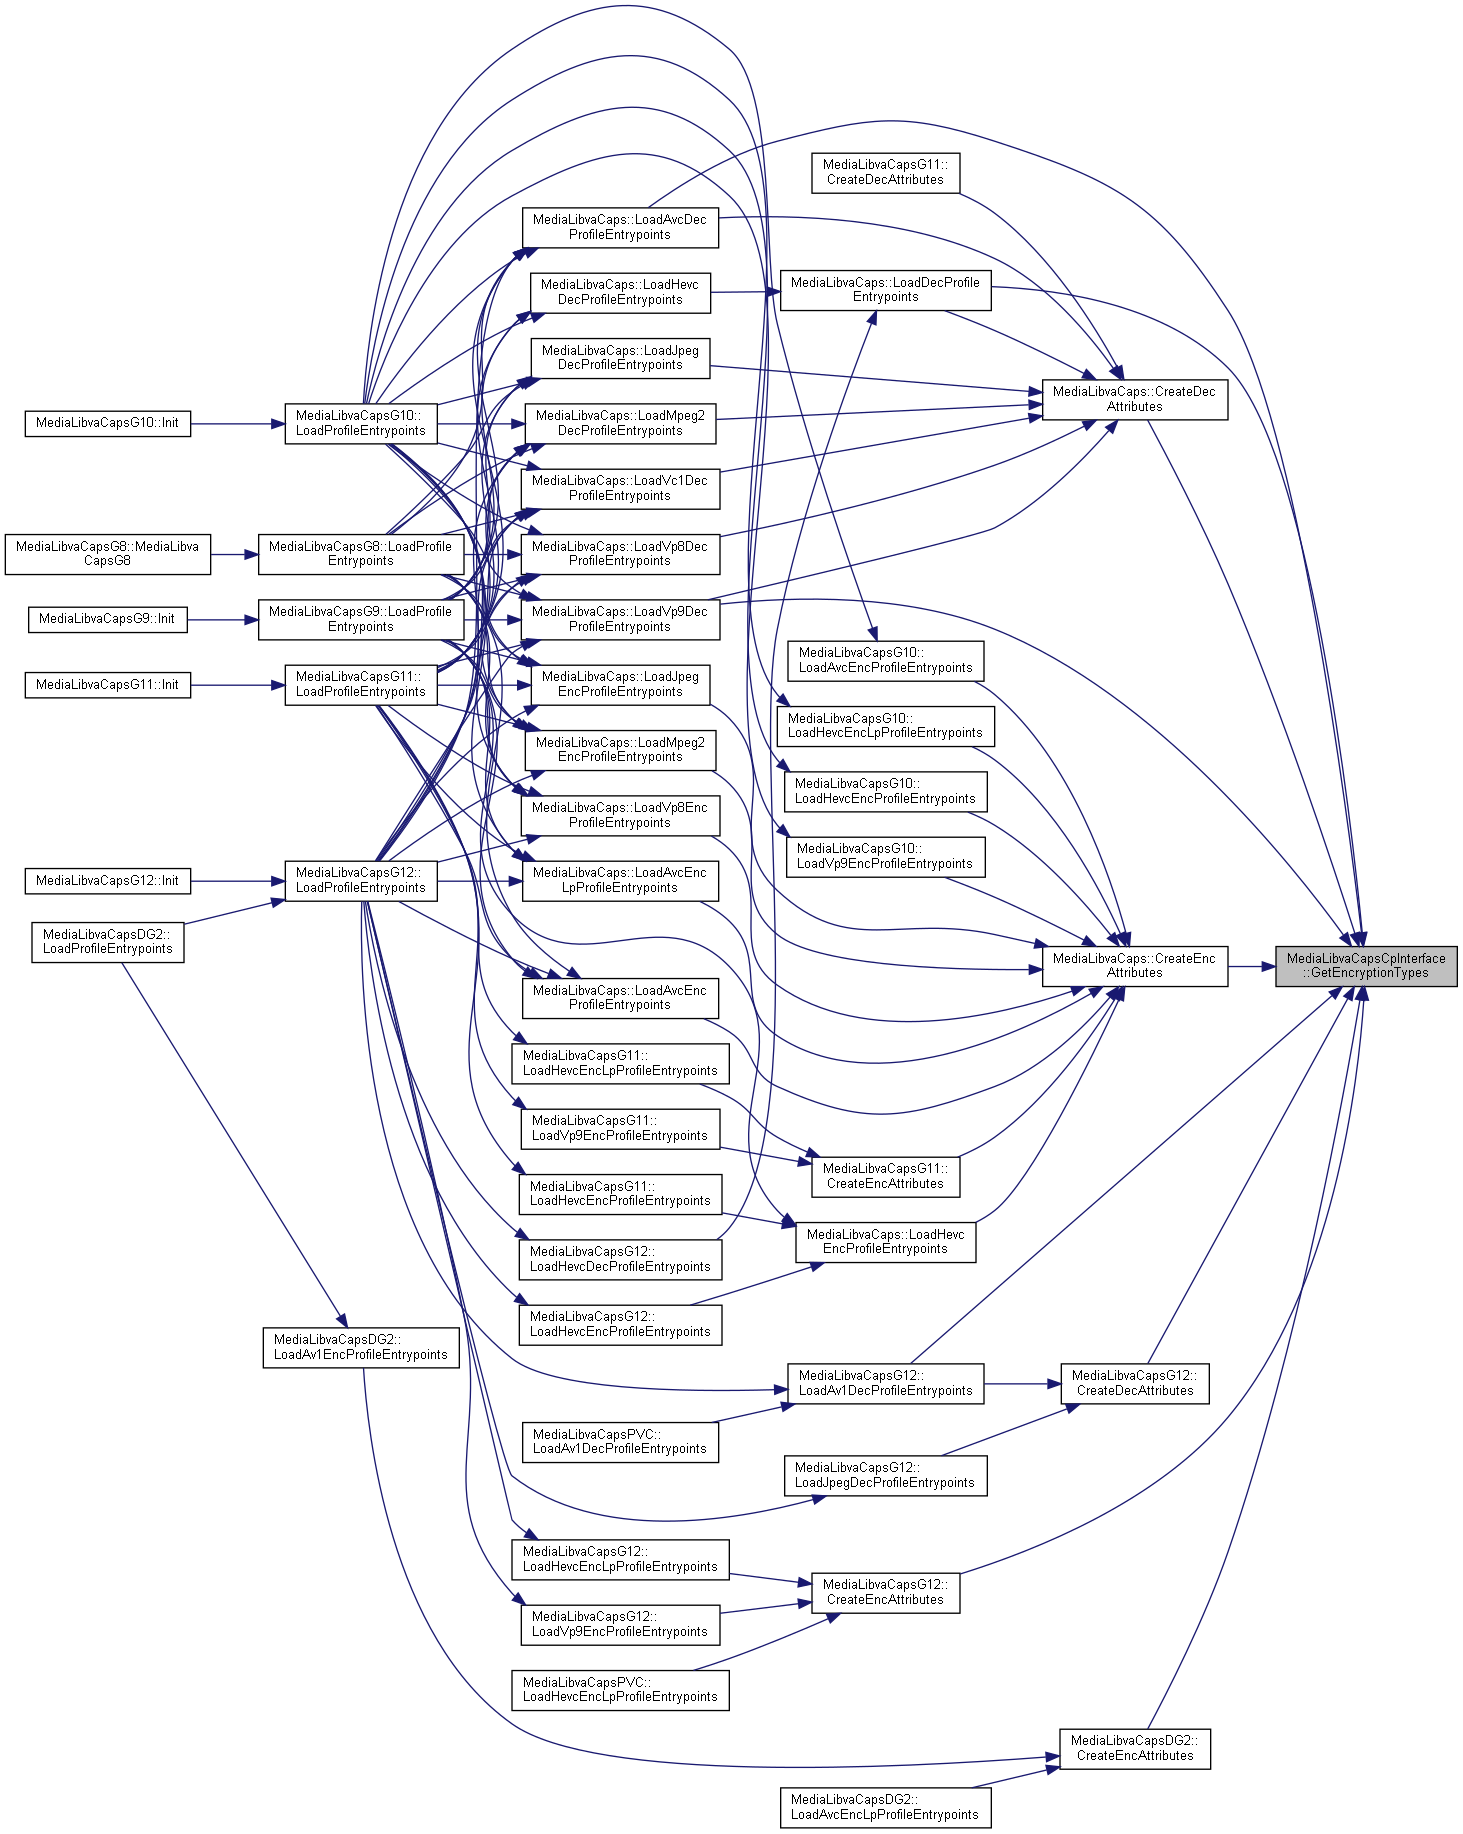 MediaLibvaCapsG10::Init
MediaLibvaCapsG8::MediaLibva
CapsG8
MediaLibvaCapsG9::Init
MediaLibvaCapsG11::Init
MediaLibvaCapsG12::Init
MediaLibvaCapsDG2::
LoadProfileEntrypoints
MediaLibvaCapsG10::
LoadProfileEntrypoints
MediaLibvaCapsG8::LoadProfile
Entrypoints
MediaLibvaCapsG9::LoadProfile
Entrypoints
MediaLibvaCapsG11::
LoadProfileEntrypoints
MediaLibvaCapsG12::
LoadProfileEntrypoints
MediaLibvaCapsDG2::
LoadAv1EncProfileEntrypoints
MediaLibvaCaps::LoadAvcDec
ProfileEntrypoints
MediaLibvaCaps::LoadHevc
DecProfileEntrypoints
MediaLibvaCaps::LoadJpeg
DecProfileEntrypoints
MediaLibvaCaps::LoadMpeg2
DecProfileEntrypoints
MediaLibvaCaps::LoadVc1Dec
ProfileEntrypoints
MediaLibvaCaps::LoadVp8Dec
ProfileEntrypoints
MediaLibvaCaps::LoadVp9Dec
ProfileEntrypoints
MediaLibvaCaps::LoadJpeg
EncProfileEntrypoints
MediaLibvaCaps::LoadMpeg2
EncProfileEntrypoints
MediaLibvaCaps::LoadVp8Enc
ProfileEntrypoints
MediaLibvaCaps::LoadAvcEnc
LpProfileEntrypoints
MediaLibvaCaps::LoadAvcEnc
ProfileEntrypoints
MediaLibvaCapsG11::
LoadHevcEncLpProfileEntrypoints
MediaLibvaCapsG11::
LoadVp9EncProfileEntrypoints
MediaLibvaCapsG11::
LoadHevcEncProfileEntrypoints
MediaLibvaCapsG12::
LoadHevcDecProfileEntrypoints
MediaLibvaCapsG12::
LoadHevcEncProfileEntrypoints
MediaLibvaCapsPVC::
LoadAv1DecProfileEntrypoints
MediaLibvaCapsG12::
LoadHevcEncLpProfileEntrypoints
MediaLibvaCapsG12::
LoadVp9EncProfileEntrypoints
MediaLibvaCapsPVC::
LoadHevcEncLpProfileEntrypoints
MediaLibvaCapsG11::
CreateDecAttributes
MediaLibvaCaps::LoadDecProfile
Entrypoints
MediaLibvaCapsG10::
LoadAvcEncProfileEntrypoints
MediaLibvaCapsG10::
LoadHevcEncLpProfileEntrypoints
MediaLibvaCapsG10::
LoadHevcEncProfileEntrypoints
MediaLibvaCapsG10::
LoadVp9EncProfileEntrypoints
MediaLibvaCapsG11::
CreateEncAttributes
MediaLibvaCaps::LoadHevc
EncProfileEntrypoints
MediaLibvaCapsG12::
LoadAv1DecProfileEntrypoints
MediaLibvaCapsG12::
LoadJpegDecProfileEntrypoints
MediaLibvaCapsG12::
CreateEncAttributes
MediaLibvaCapsDG2::
LoadAvcEncLpProfileEntrypoints
MediaLibvaCaps::CreateDec
Attributes
MediaLibvaCaps::CreateEnc
Attributes
MediaLibvaCapsG12::
CreateDecAttributes
MediaLibvaCapsDG2::
CreateEncAttributes
MediaLibvaCapsCpInterface
::GetEncryptionTypes